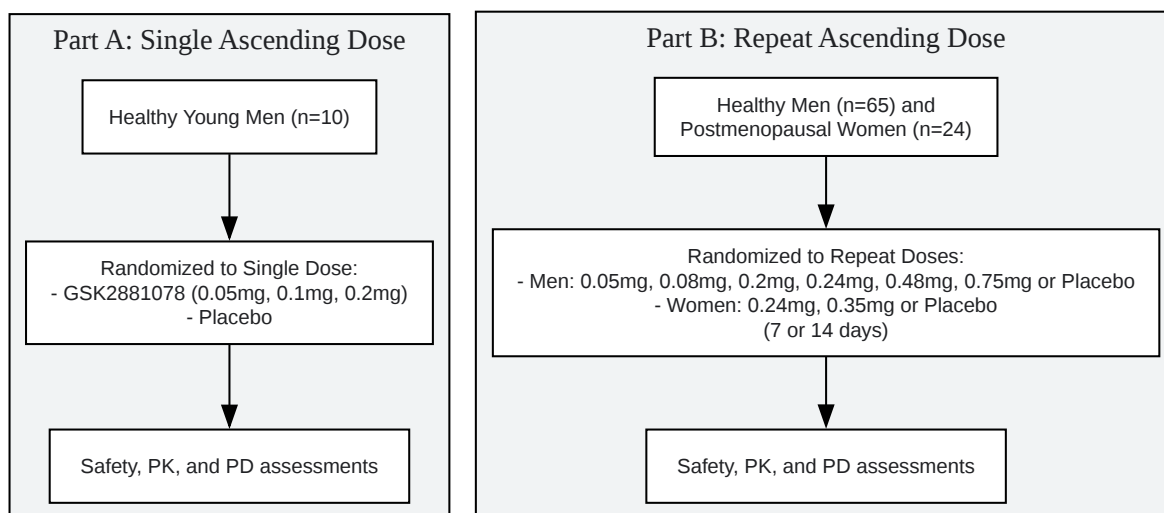 Part A: Single Ascending Dose
Healthy Young Men (n=10)
Randomized to Single Dose:
- GSK2881078 (0.05mg, 0.1mg, 0.2mg)
- Placebo
Safety, PK, and PD assessments
Part B: Repeat Ascending Dose
Healthy Men (n=65) and
Postmenopausal Women (n=24)
Randomized to Repeat Doses:
- Men: 0.05mg, 0.08mg, 0.2mg, 0.24mg, 0.48mg, 0.75mg or Placebo
- Women: 0.24mg, 0.35mg or Placebo
(7 or 14 days)
Safety, PK, and PD assessments